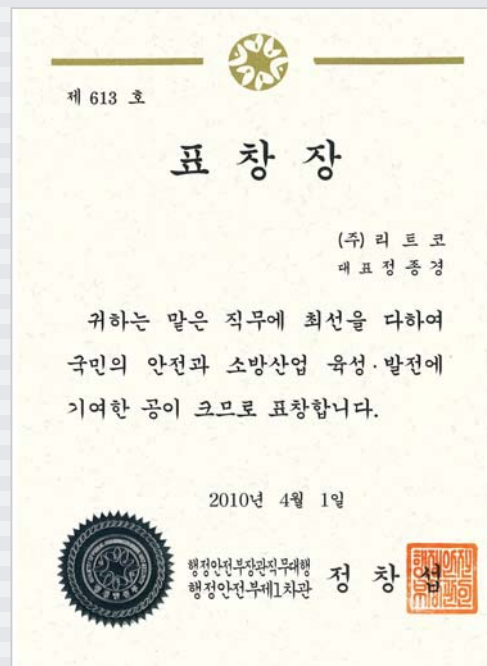 제 613 호
표 창 장
(주) 리 트 코
대 표 정 종 경
귀하는 맡은 직무에 최선을 다하여
국민의 안전과 소방산업 육성·발전에
기여한 공이 크므로 표창합니다.
2010년 4월 1일
행정안전부장관직무대행
행정안전부제1차관 정 창 섭